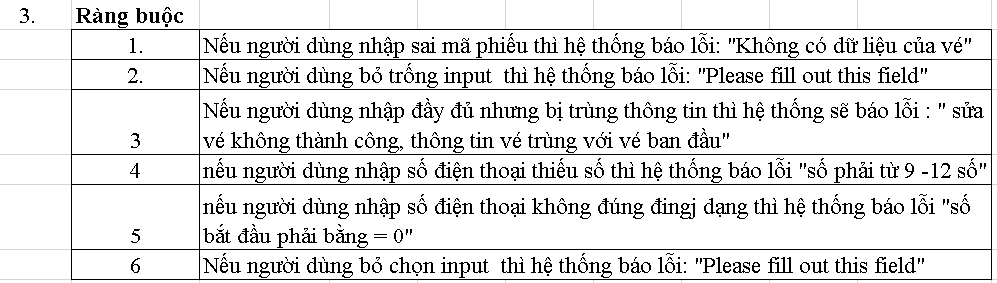 3. Ràng buộc
1. Nếu người dùng nhập sai mã phiếu thì hệ thống báo lỗi: "Không có dữ liệu của vé"
2. Nếu người dùng bỏ trống input  thì hệ thống báo lỗi: "Please fill out this field"
Nếu người dùng nhập đầy đủ nhưng bị trùng thông tin thì hệ thống sẽ báo lỗi : " sửa
3 vé không thành công, thông tin vé trùng với vé ban đầu"
4 nếu người dùng nhập số điện thoại thiếu số thì hệ thống báo lỗi "số phải từ 9 -12 số"
nếu người dùng nhập số điện thoại không đúng đingj dạng thì hệ thống báo lỗi "số
5 bắt đầu phải bằng = 0"
6 Nếu người dùng bỏ chọn input  thì hệ thống báo lỗi: "Please fill out this field"